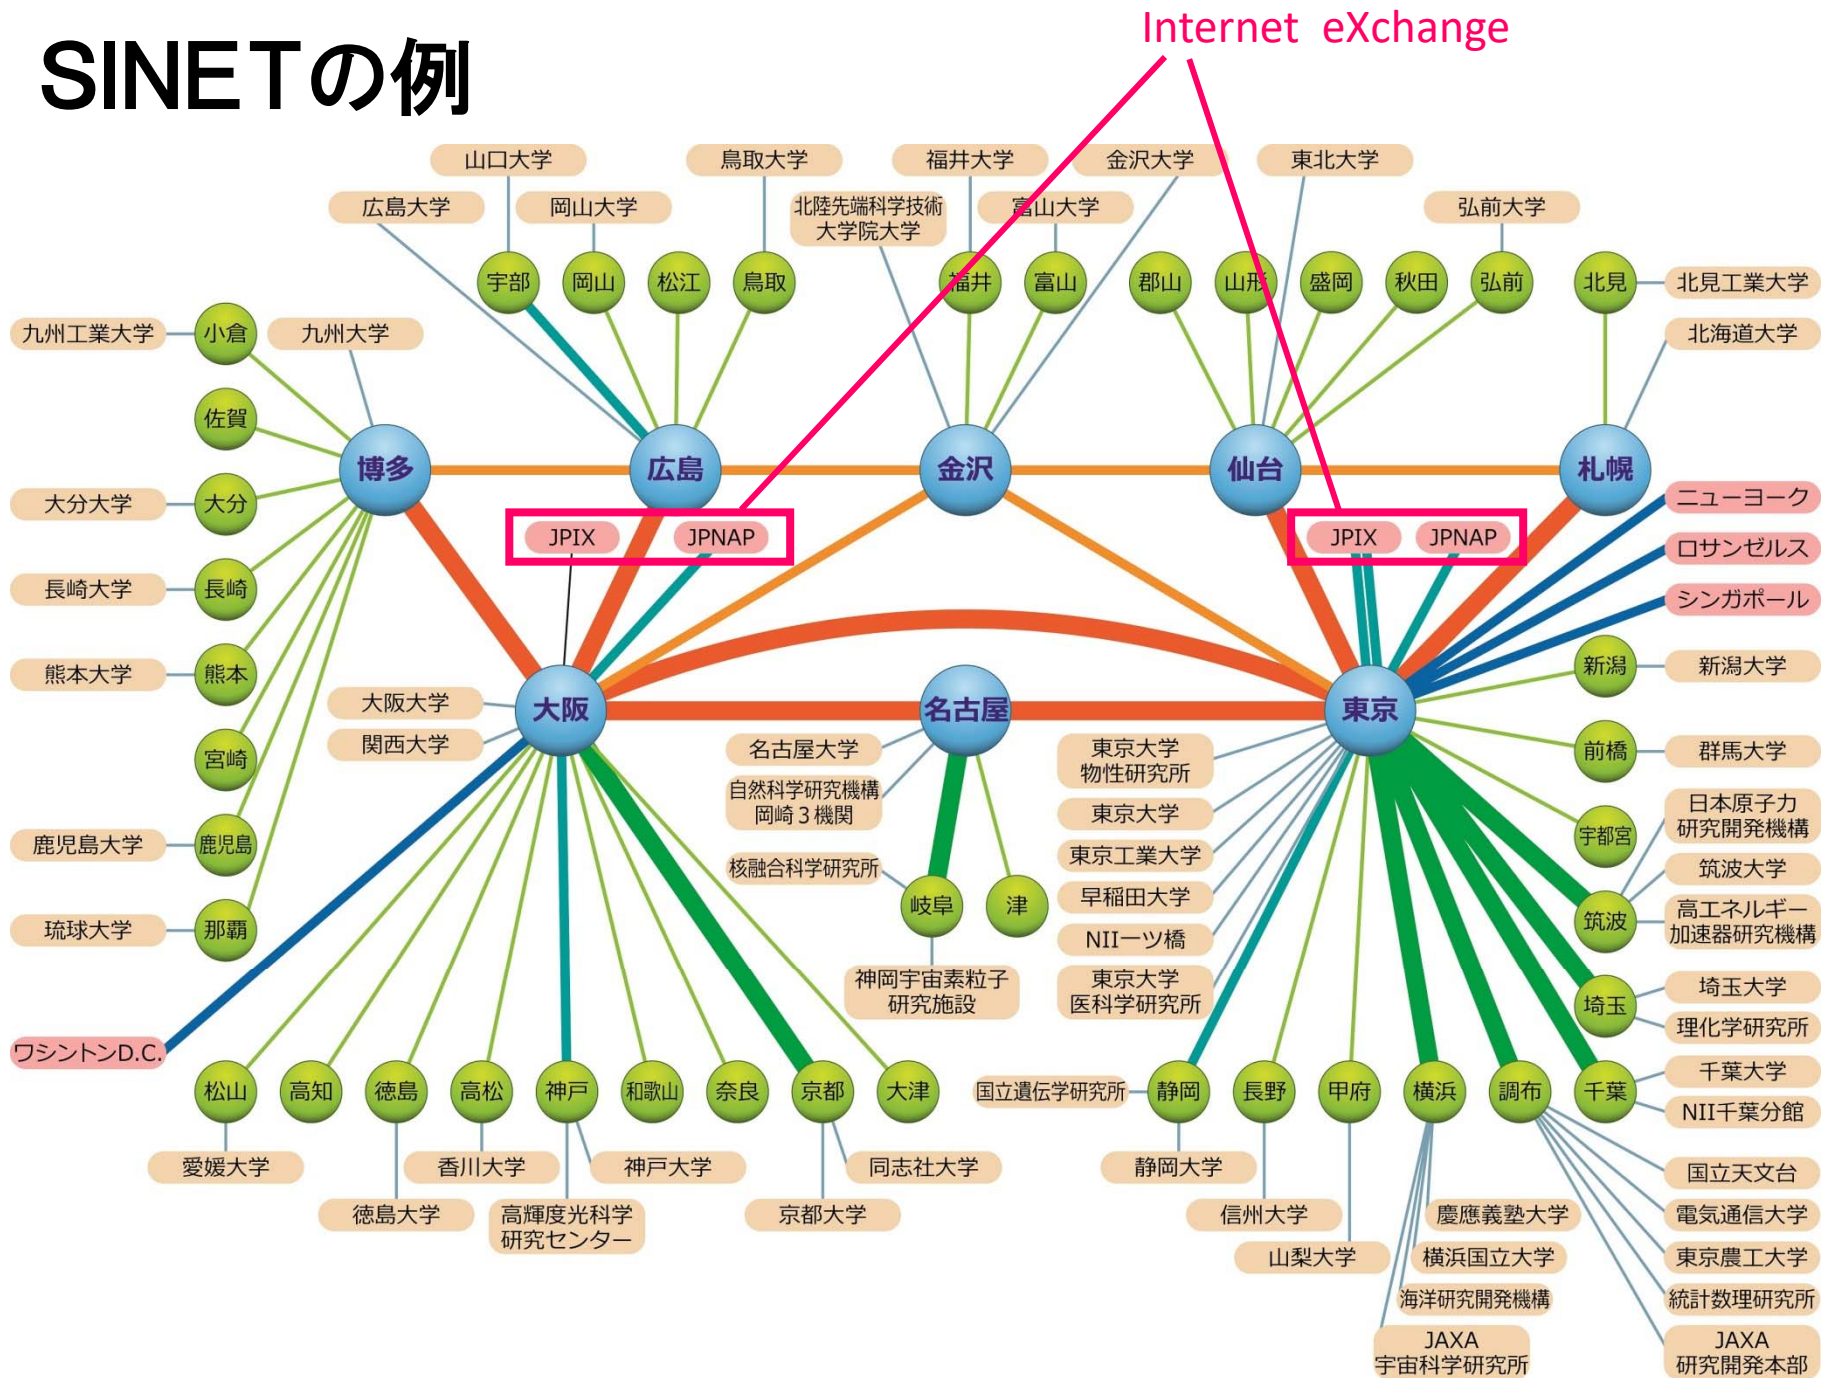 SINETの例
Internet eXchange
山口大学
鳥取大学
福井大学
金沢大学
東北大学
広島大学
岡山大学
北陸先端科学技術
大学院大学
富山大学
弘前大学
宇部
岡山
松江
鳥取
福井
富山
郡山
山形
盛岡
秋田
弘前
北見
北見工業大学
九州工業大学
小倉
九州大学
北海道大学
佐賀
博多
広島
金沢
仙台
札幌
大分大学
大分
JPIX
JPNAP
JPIX
JPNAP
ニューヨーク
ロサンゼルス
シンガポール
長崎大学
長崎
熊本大学
熊本
新潟
新潟大学
大阪大学
関西大学
大阪
名古屋
東京
宮崎
名古屋大学
自然科学研究機構
岡崎3機関
核融合科学研究所
東京大学
物性研究所
東京大学
東京工業大学
早稲田大学
NII一ツ橋
東京大学
医科学研究所
前橋
群馬大学
宇都宮
日本原子力
研究開発機構
筑波大学
高エネルギー
加速器研究機構
筑波
鹿児島大学
鹿児島
琉球大学
那覇
岐阜
津
神岡宇宙素粒子
研究施設
埼玉
埼玉大学
理化学研究所
ワシントンD.C.
松山
高知
徳島
高松
神戸
和歌山
奈良
京都
大津
国立遺伝学研究所
静岡
長野
甲府
横浜
調布
千葉
千葉大学
NII千葉分館
愛媛大学
香川大学
神戸大学
同志社大学
静岡大学
国立天文台
徳島大学
高輝度光科学
研究センター
京都大学
信州大学
慶應義塾大学
電気通信大学
山梨大学
横浜国立大学
東京農工大学
海洋研究開発機構
統計数理研究所
JAXA
宇宙科学研究所
JAXA
研究開発本部